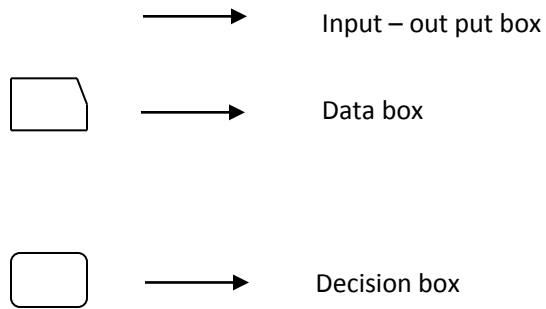 Input – out put box
Data box
Decision box